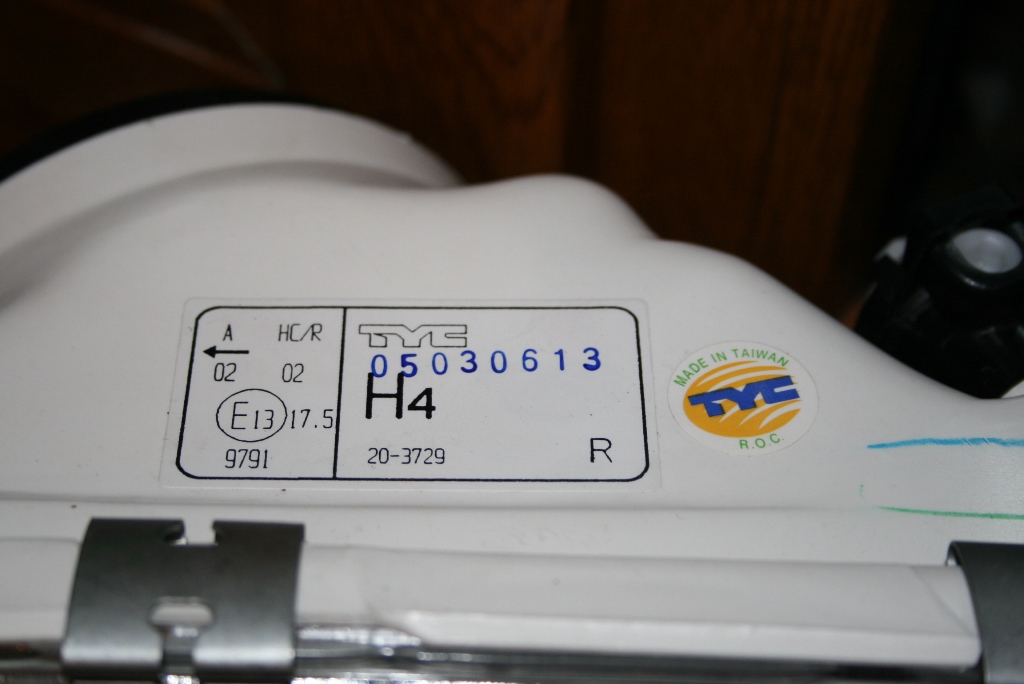 A HC/R
02 02
E13 17.5
9791
TYC
05030613
H4
20-3729
R
MADE IN TAIWAN
TYC
R.O.C.